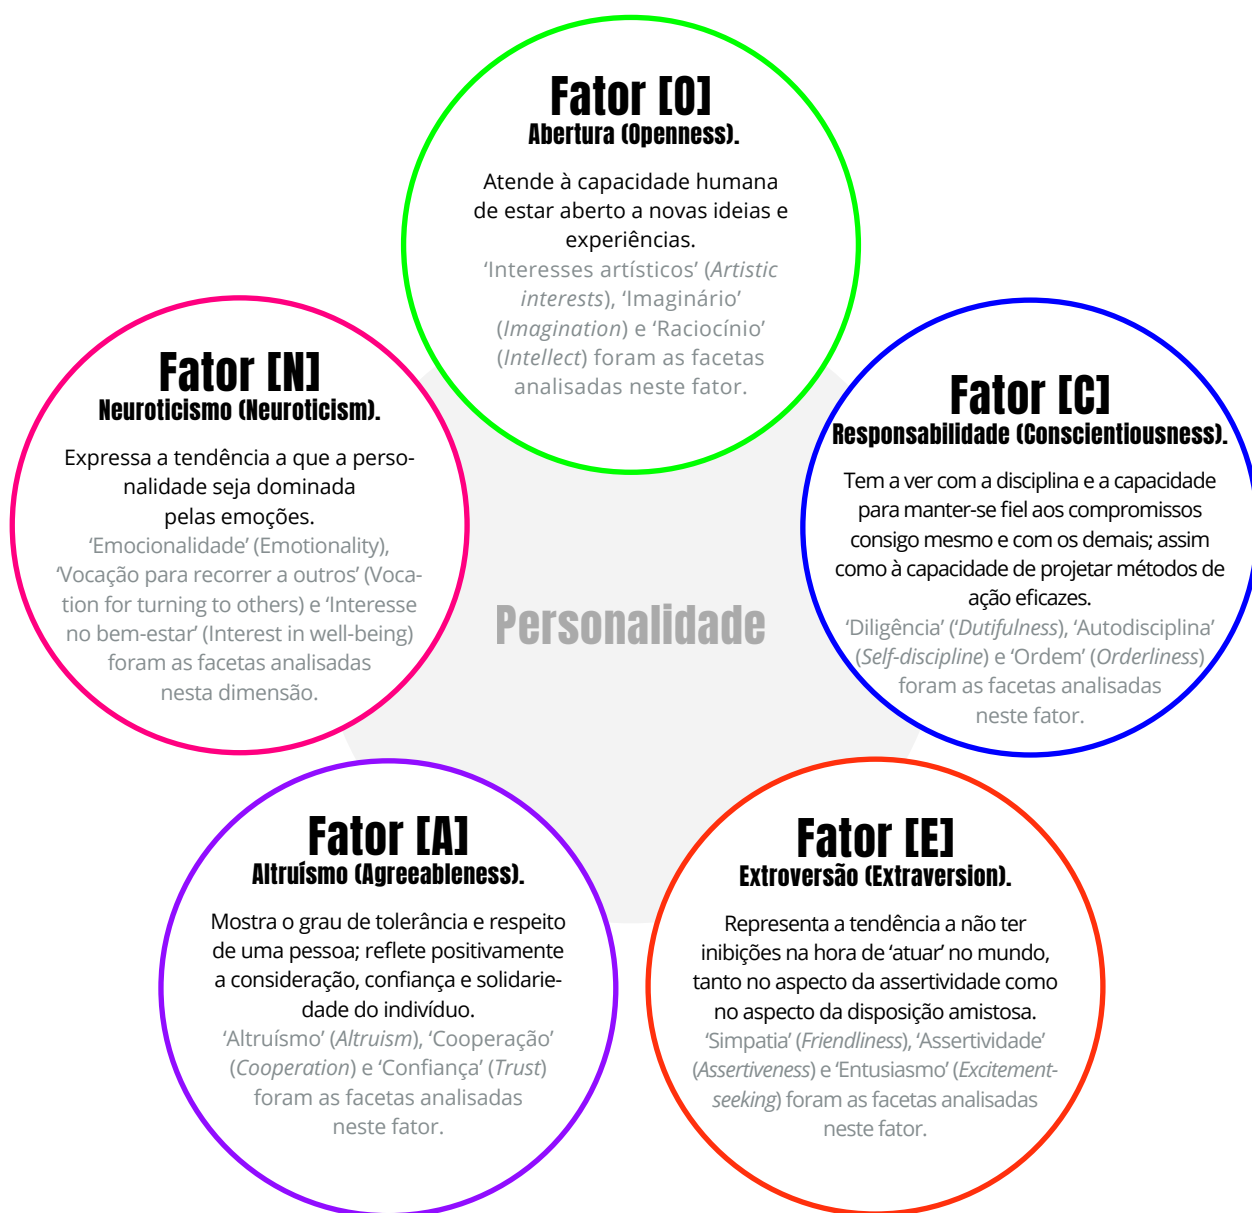 Fator [O]
Abertura (Openness).
Atende à capacidade humana
de estar aberto a novas ideias e
experiências.
‘Interesses artísticos’ (Artistic
interests), ‘Imaginário’
(Imagination) e ‘Raciocínio’
(Intellect) foram as facetas
analisadas neste fator.
Fator [N]
Neuroticismo (Neuroticism).
Expressa a tendência a que a perso-
nalidade seja dominada
pelas emoções.
‘Emocionalidade’ (Emotionality),
‘Vocação para recorrer a outros’ (Voca-
tion for turning to others) e ‘Interesse
no bem-estar’ (Interest in well-being)
foram as facetas analisadas
nesta dimensão.
Fator [C]
Responsabilidade (Conscientiousness).
Tem a ver com a disciplina e a capacidade
para manter-se fiel aos compromissos
consigo mesmo e com os demais; assim
como à capacidade de projetar métodos de
ação eficazes.
‘Diligência’ (‘Dutifulness), ‘Autodisciplina’
(Self-discipline) e ‘Ordem’ (Orderliness)
foram as facetas analisadas
neste fator.
Personalidade
Fator [A]
Altruísmo (Agreeableness).
Mostra o grau de tolerância e respeito
de uma pessoa; reflete positivamente
a consideração, confiança e solidarie-
dade do indivíduo.
‘Altruísmo’ (Altruism), ‘Cooperação’
(Cooperation) e ‘Confiança’ (Trust)
foram as facetas analisadas
neste fator.
Fator [E]
Extroversão (Extraversion).
Representa a tendência a não ter
inibições na hora de ‘atuar’ no mundo,
tanto no aspecto da assertividade como
no aspecto da disposição amistosa.
‘Simpatia’ (Friendliness), ‘Assertividade’
(Assertiveness) e ‘Entusiasmo’ (Excitement-
seeking) foram as facetas analisadas
neste fator.